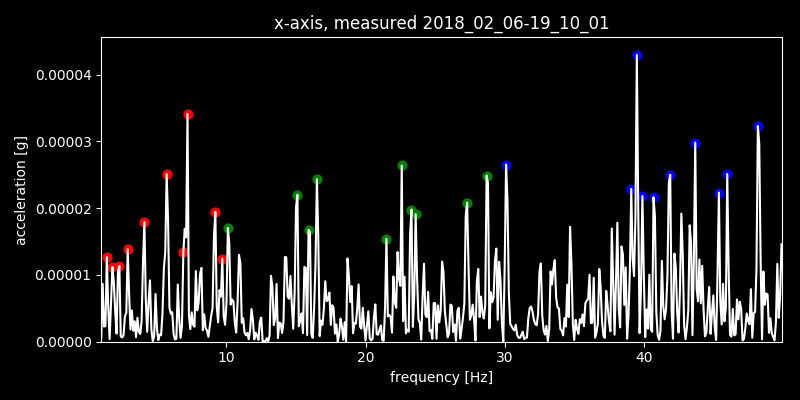 x-axis, measured 2018_02_06-19_10_01
0.00004
0.00003
0.00002
0.00001
0.00000
acceleration [g]
10 20 30 40
frequency [Hz]